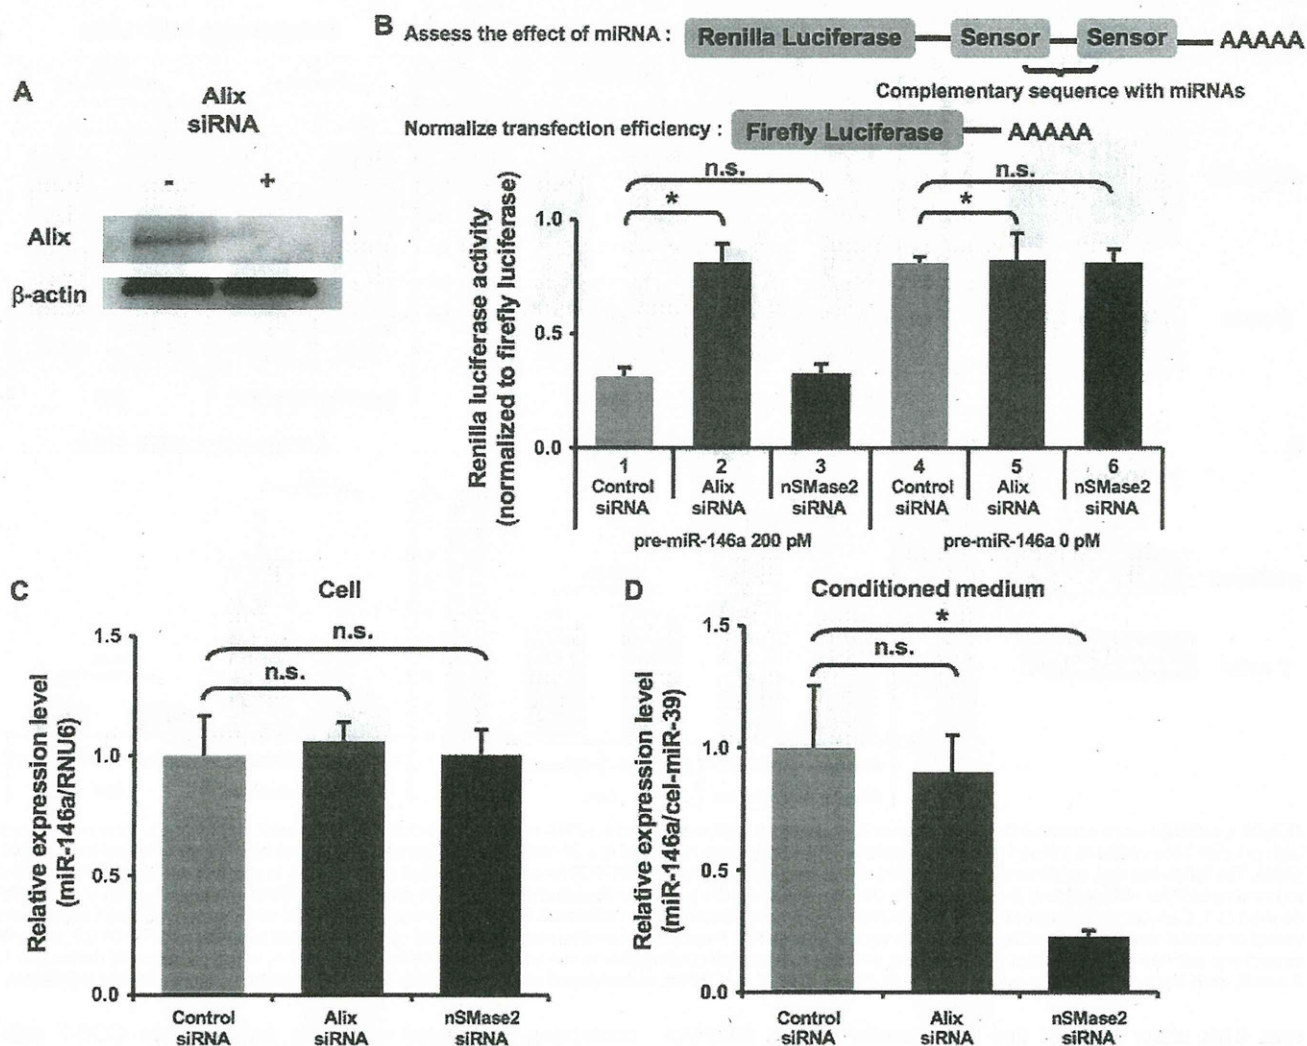 B
Assess the effect of miRNA :
Renilla Luciferase
Sensor
Sensor
AAAAA
Complementary sequence with miRNAs
Normalize transfection efficiency :
Firefly Luciferase
AAAAA
A
Alix
siRNA
- +
Alix
β-actin
Renilla luciferase activity
(normalized to firefly luciferase)
1.0
0.5
0.0
n.s.
*
n.s.
*
1
Control
siRNA
2
Alix
siRNA
3
nSMase2
siRNA
4
Control
siRNA
5
Alix
siRNA
6
nSMase2
siRNA
pre-miR-146a 200 pM
pre-miR-146a 0 pM
C
Cell
Relative expression level
(miR-146a/RNU6)
1.5
1.0
0.5
0.0
n.s.
n.s.
Control
siRNA
Alix
siRNA
nSMase2
siRNA
D
Conditioned medium
Relative expression level
(miR-146a/cel-miR-39)
1.5
1.0
0.5
0.0
*
n.s.
Control
siRNA
Alix
siRNA
nSMase2
siRNA